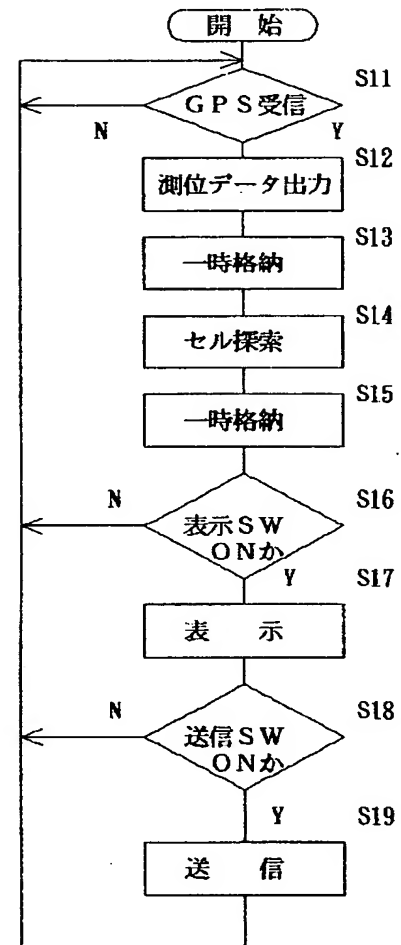 開 始
S11
GPS受信
N
Y
S12
測位データ出力
S13
一時格納
S14
セル探索
S15
一時格納
N
S16
表示SW
ONか
Y
S17
表 示
N
S18
送信SW
ONか
Y
S19
送 信